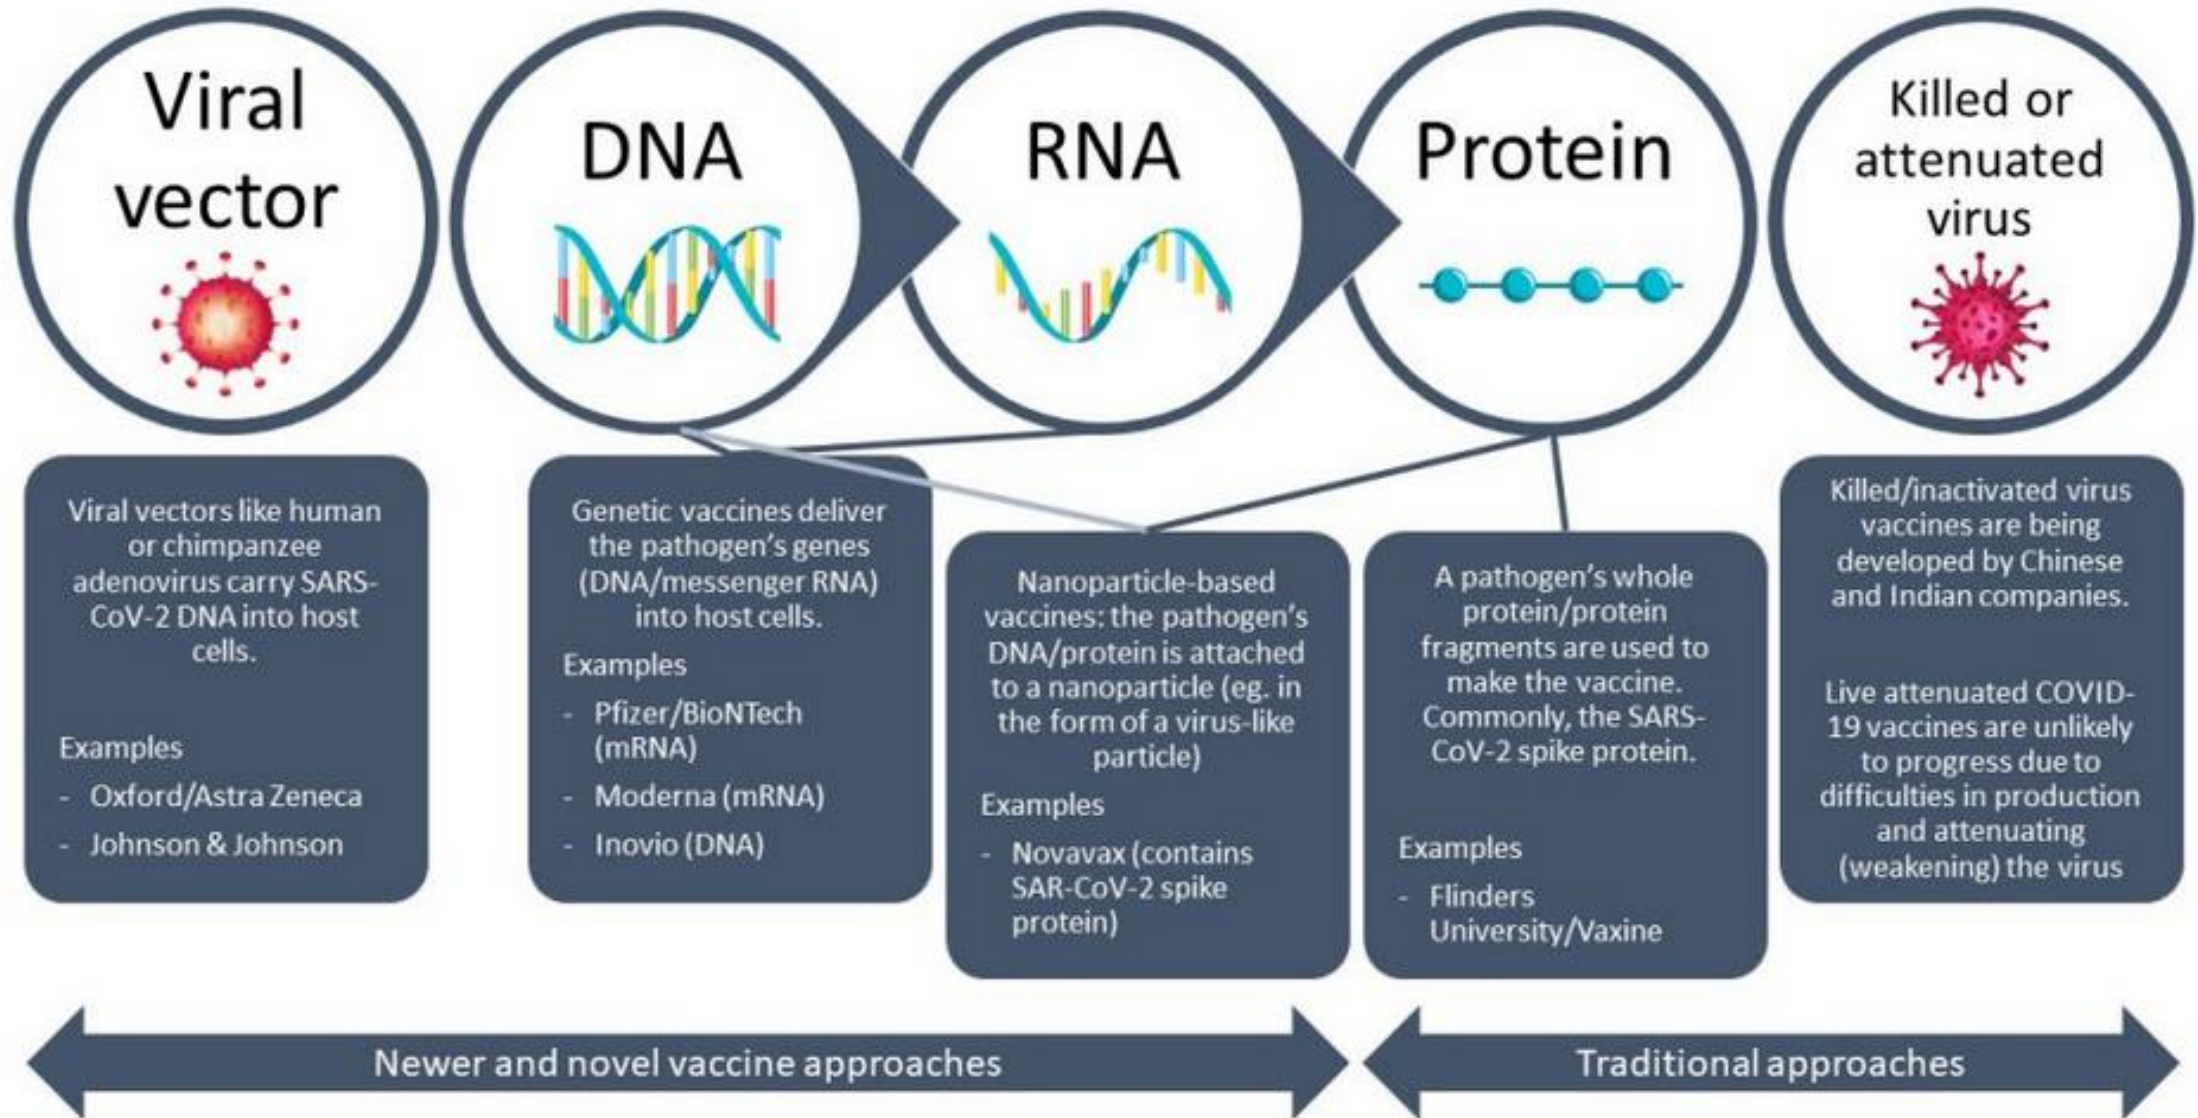 Viral
vector
DNA
RNA
Protein
Killed or
attenuated
virus
Viral vectors like human
or chimpanzee
adenovirus carry SARS-
CoV-2 DNA into host
cells.
Examples
- Oxford/Astra Zeneca
- Johnson & Johnson
Genetic vaccines deliver
the pathogen's genes
(DNA/messenger RNA)
into host cells.
Examples
- Pfizer/BioNTech
(mRNA)
- Moderna (mRNA)
- Inovio (DNA)
Nanoparticle-based
vaccines: the pathogen's
DNA/protein is attached
to a nanoparticle (eg. in
the form of a virus-like
particle)
Examples
- Novavax (contains
SAR-CoV-2 spike
protein)
A pathogen's whole
protein/protein
fragments are used to
make the vaccine.
Commonly, the SARS-
CoV-2 spike protein.
Examples
- Flinders
University/Vaxine
Killed/inactivated virus
vaccines are being
developed by Chinese
and Indian companies.
Live attenuated COVID-
19 vaccines are unlikely
to progress due to
difficulties in production
and attenuating
(weakening) the virus
Newer and novel vaccine approaches
Traditional approaches